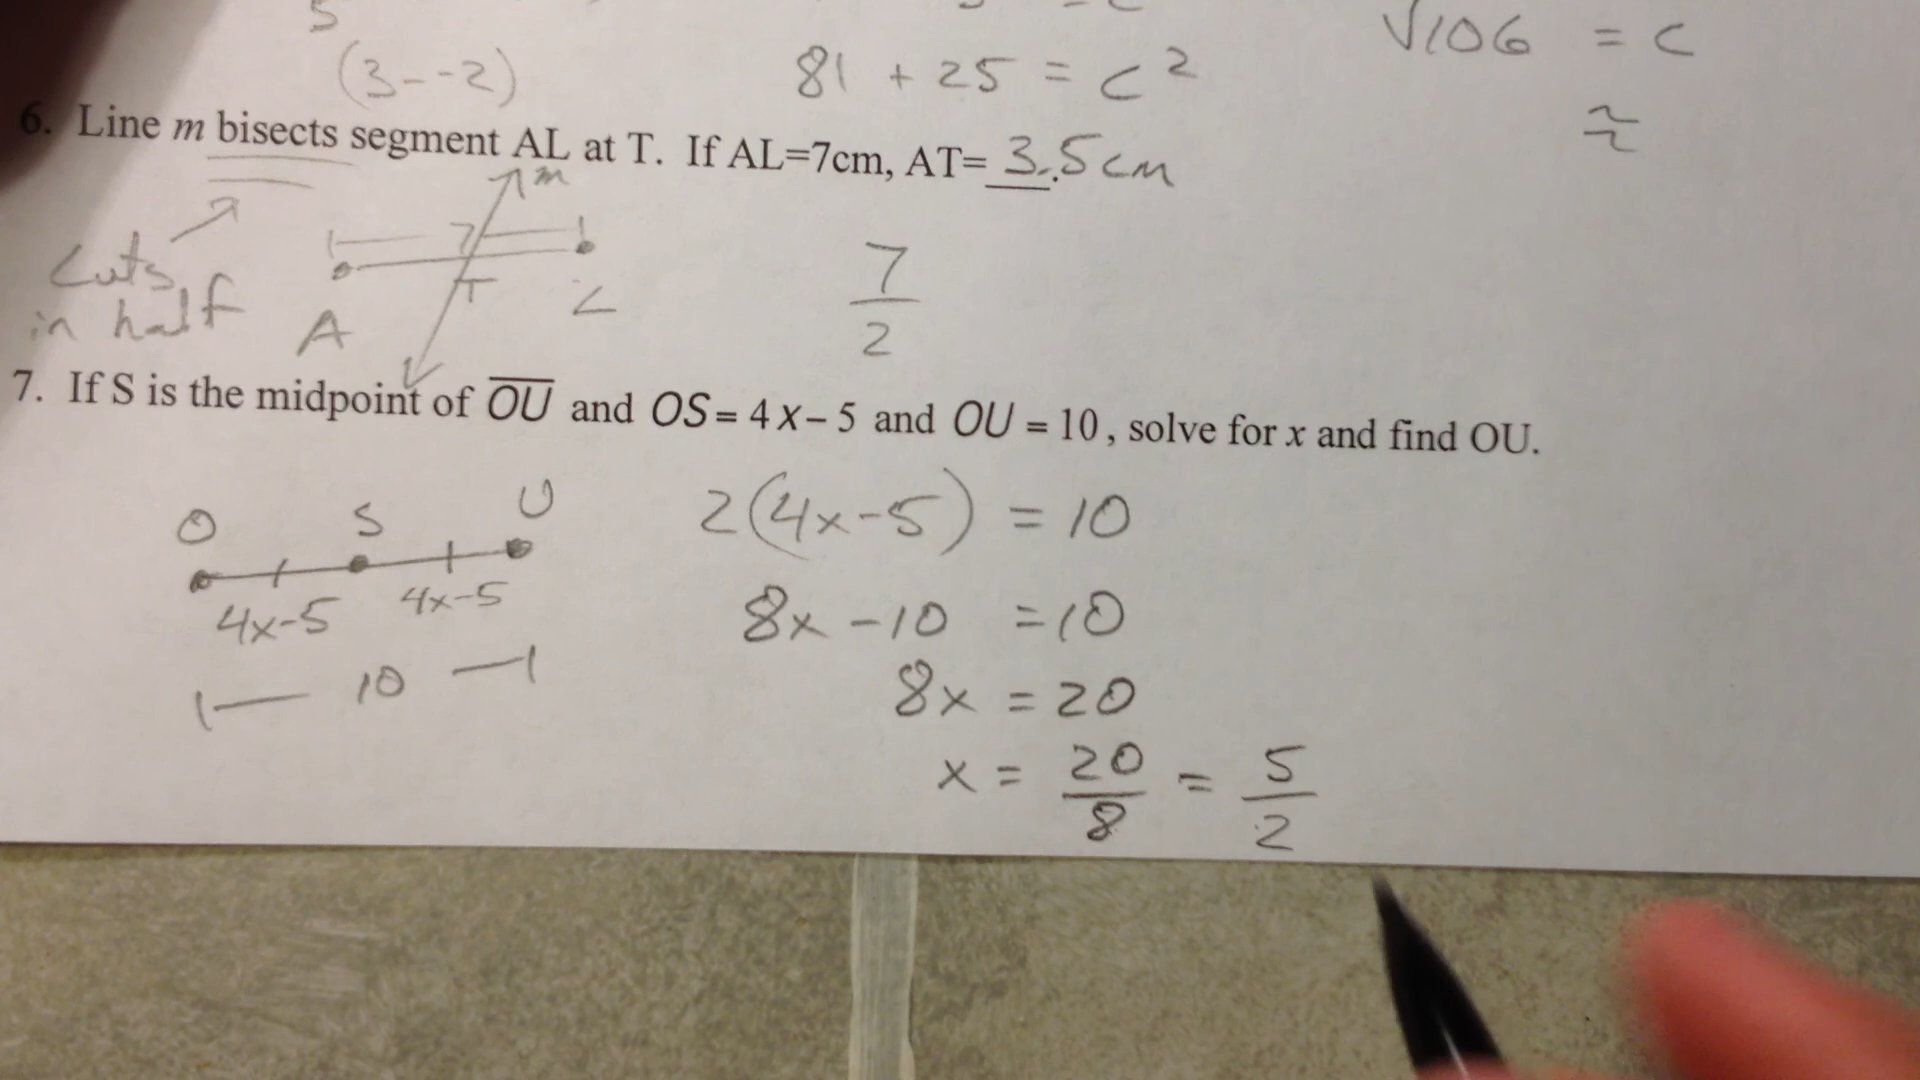 5
(3--2)
81 + 25 = c²
√106 = c
≈
6. Line m bisects segment AL at T. If AL=7cm, AT= 3.5cm
cuts in half
m
7
A
T
L
7
2
7. If S is the midpoint of OU and OS=4x-5 and OU=10, solve for x and find OU.
O S U
4x-5 4x-5
10
2(4x-5) = 10
8x - 10 = 10
8x = 20
x = 20/8 = 5/2